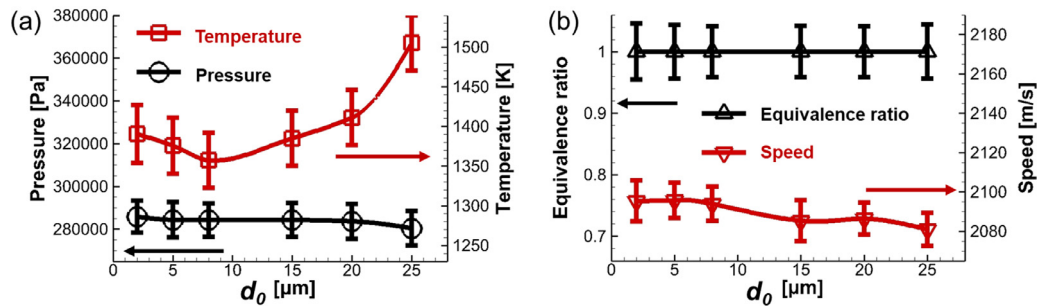 (a)
Temperature
Pressure
Pressure [Pa]
380000
360000
340000
320000
300000
280000
Temperature [K]
1500
1450
1400
1350
1300
1250
0
5
10
15
20
25
d0 [μm]
(b)
Equivalence ratio
Speed
Equivalence ratio
1
0.9
0.8
0.7
Speed [m/s]
2180
2160
2140
2120
2100
2080
0
5
10
15
20
25
d0 [μm]